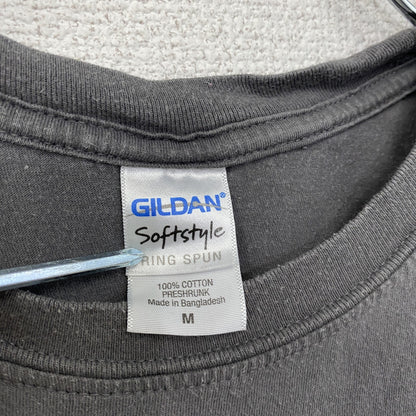 GILDAN®
Softstyle
RING SPUN
100% COTTON
PRESHRUNK
Made in Bangladesh
M